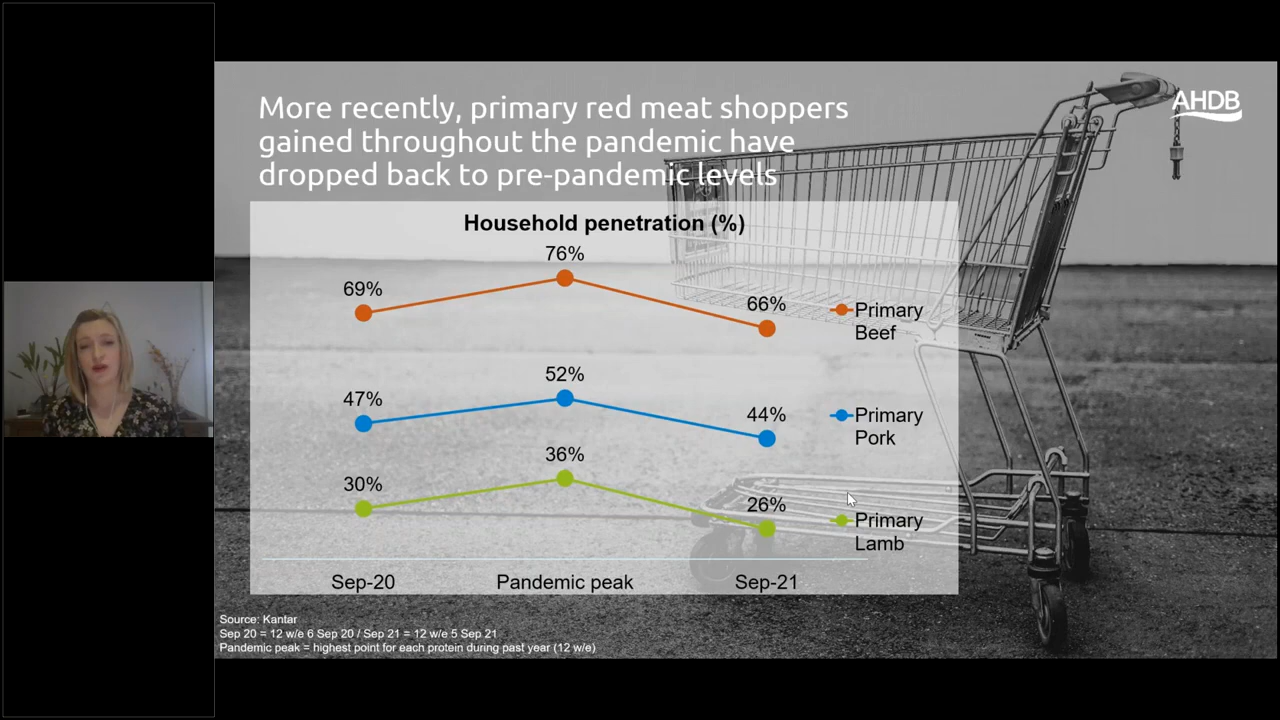 AHDB
More recently, primary red meat shoppers
gained throughout the pandemic have
dropped back to pre-pandemic levels
Household penetration (%)
76%
69%
66%
Primary
Beef
52%
47%
44%
Primary
Pork
36%
30%
26%
Primary
Lamb
Sep-20 Pandemic peak Sep-21
Source: Kantar
Sep 20 = 12 w/e 6 Sep 20 / Sep 21 = 12 w/e 5 Sep 21
Pandemic peak = highest point for each protein during past year (12 w/e)